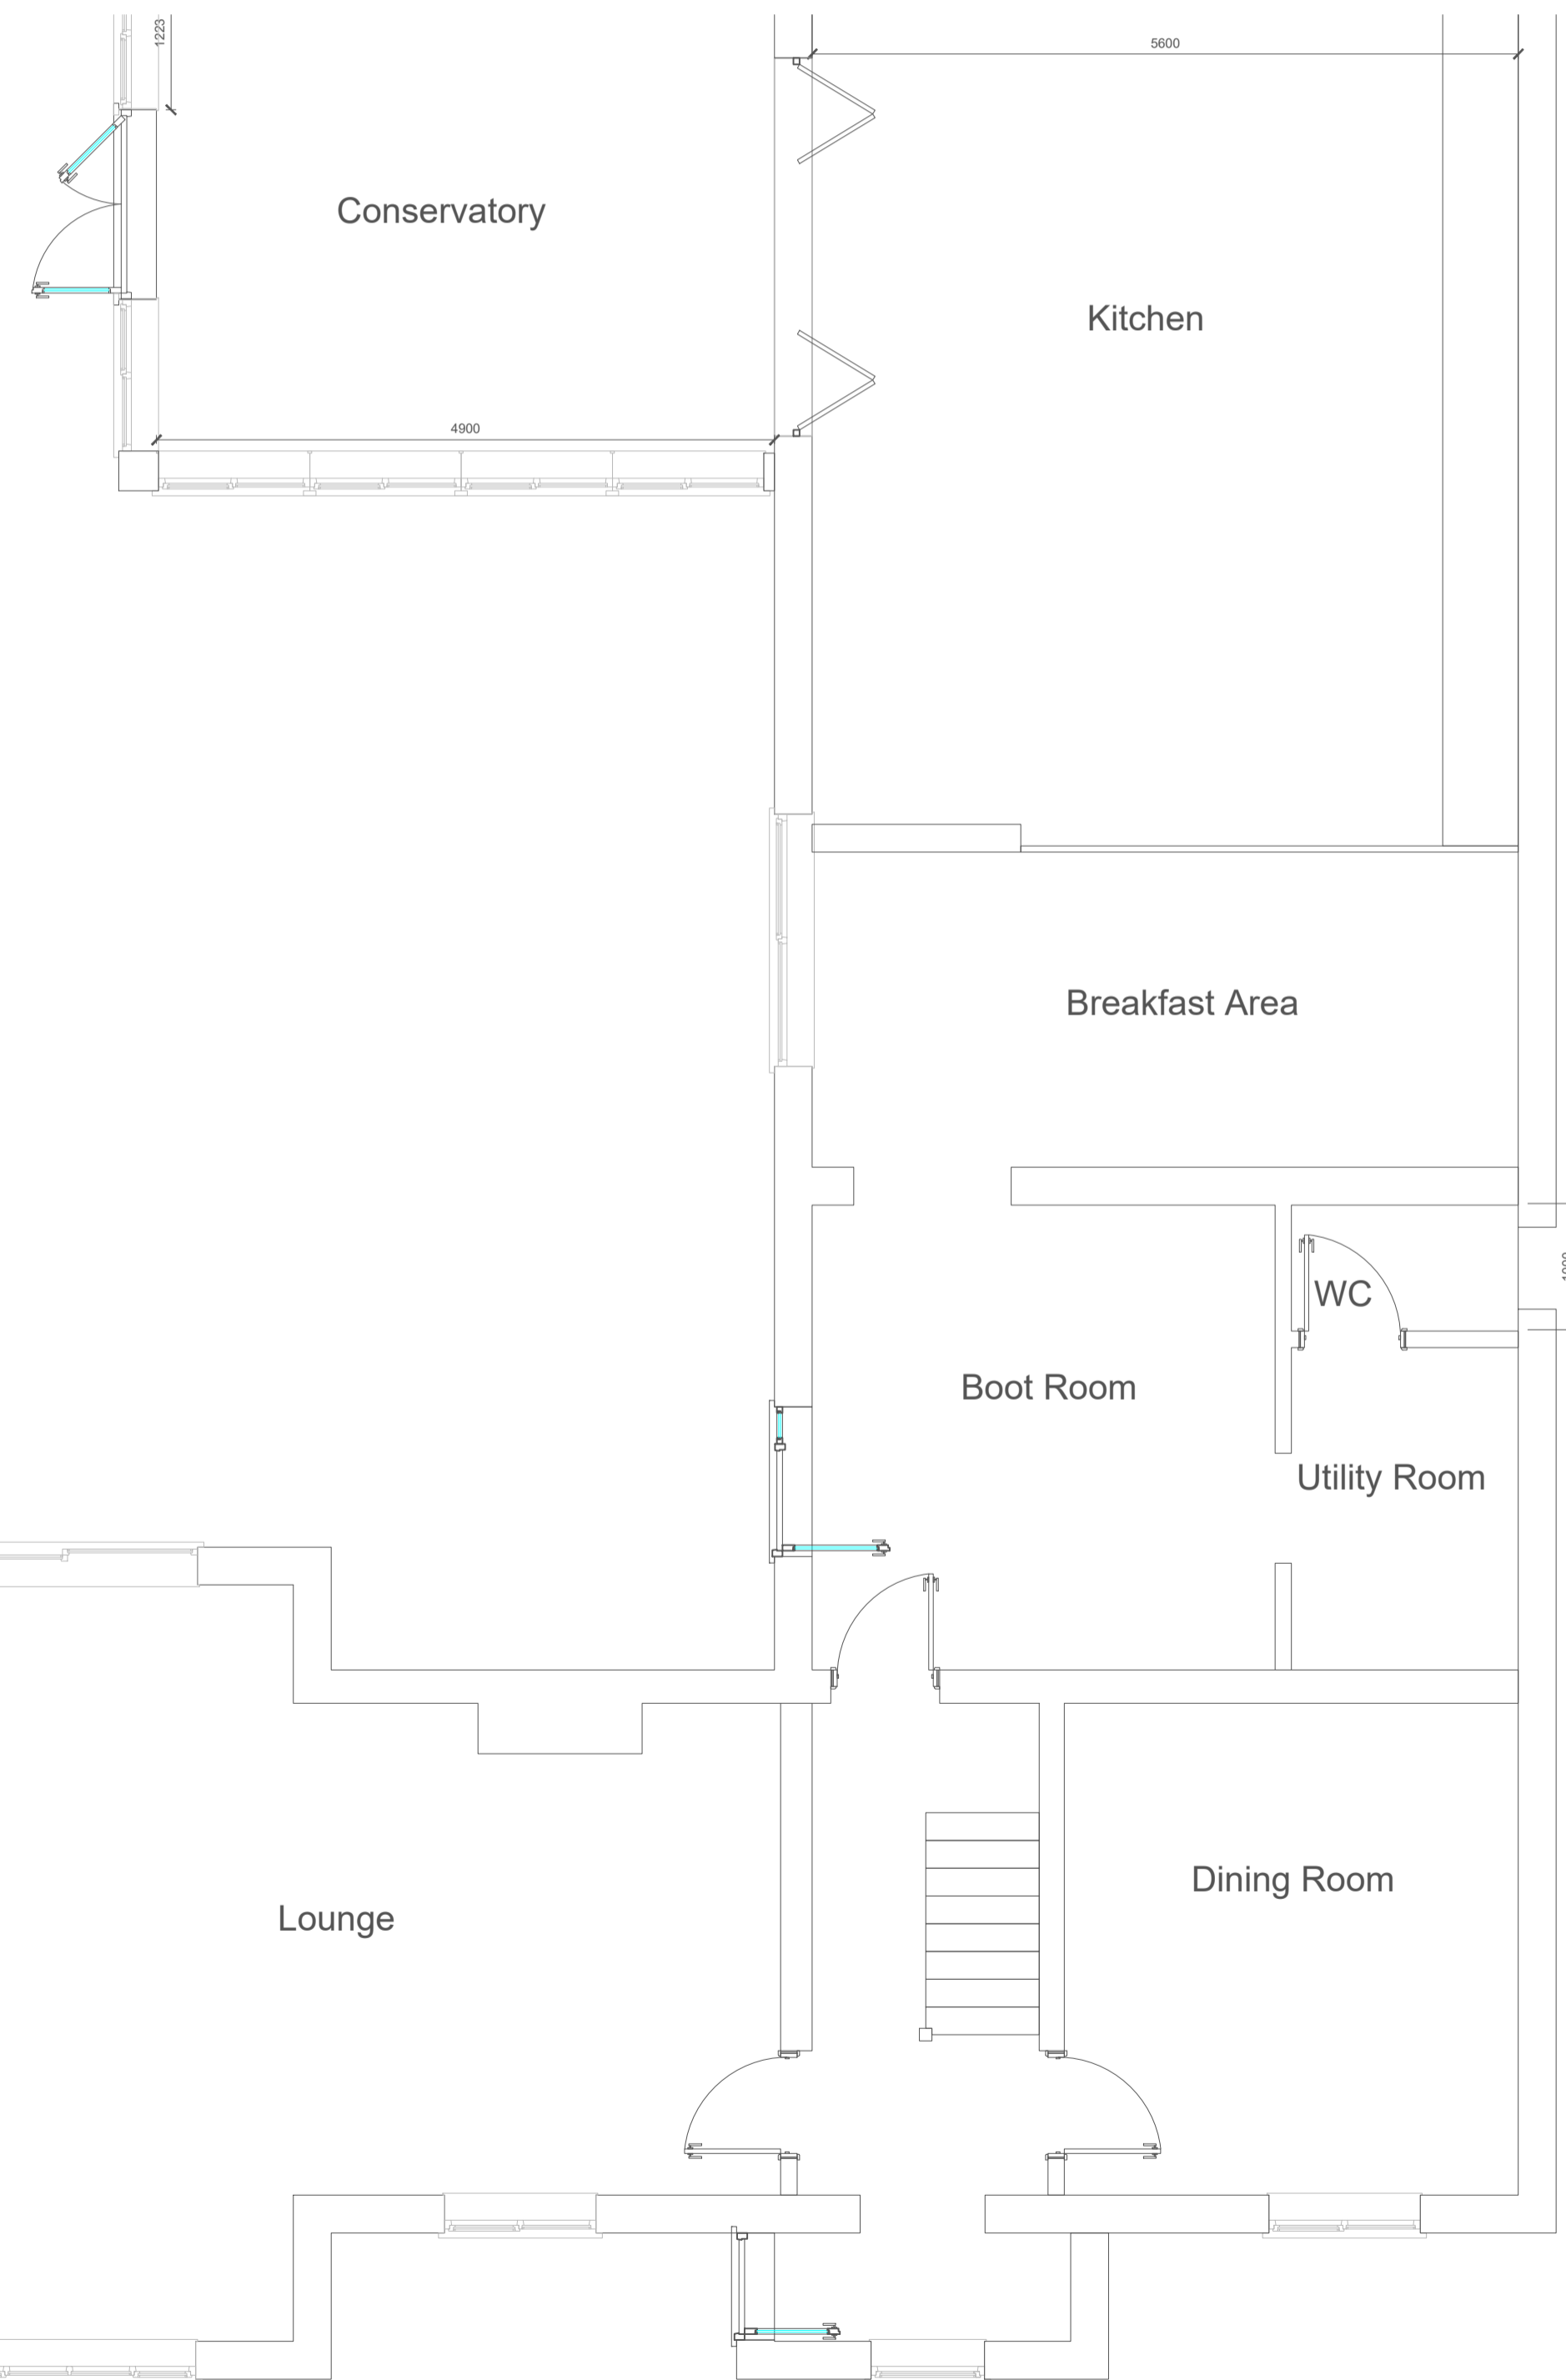 1223
5600
Conservatory
Kitchen
4900
Breakfast Area
WC
Boot Room
Utility Room
Dining Room
Lounge